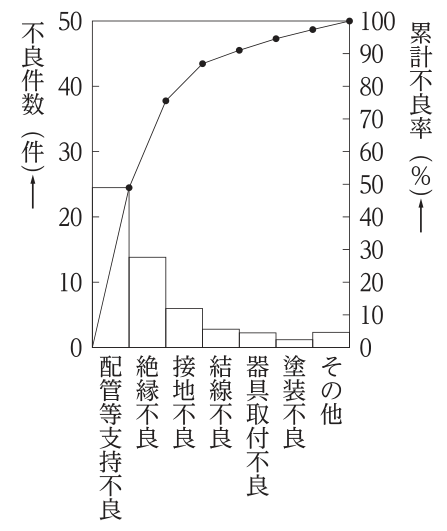 不良件数（件）→
50
40
30
20
10
0
100
90
80
70
60
50
40
30
20
10
0
累計不良率（％）→
配管等支持不良
絶縁不良
接地不良
結線不良
器具取付不良
塗装不良
その他